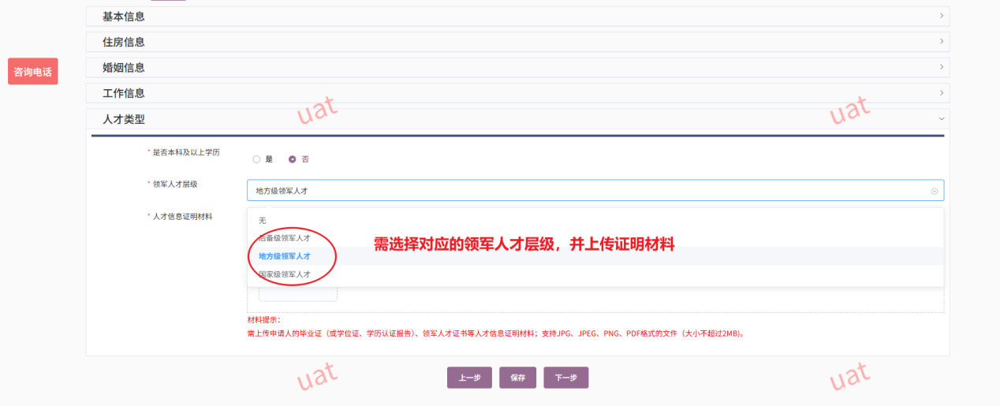 基本信息
住房信息
咨询电话
婚姻信息
工作信息
uat
uat
人才类型
* 是否本科及以上学历
是 否
* 领军人才层级
地方级领军人才
* 人才信息证明材料
无
后备级领军人才
需选择对应的领军人才层级，并上传证明材料
地方级领军人才
国家级领军人才
材料提示：
需上传申请人的毕业证（或学位证、学历认证报告）、领军人才证书等人才信息证明材料；支持JPG、JPEG、PNG、PDF格式的文件（大小不超过2MB)。
uat
上一步 保存 下一步
uat